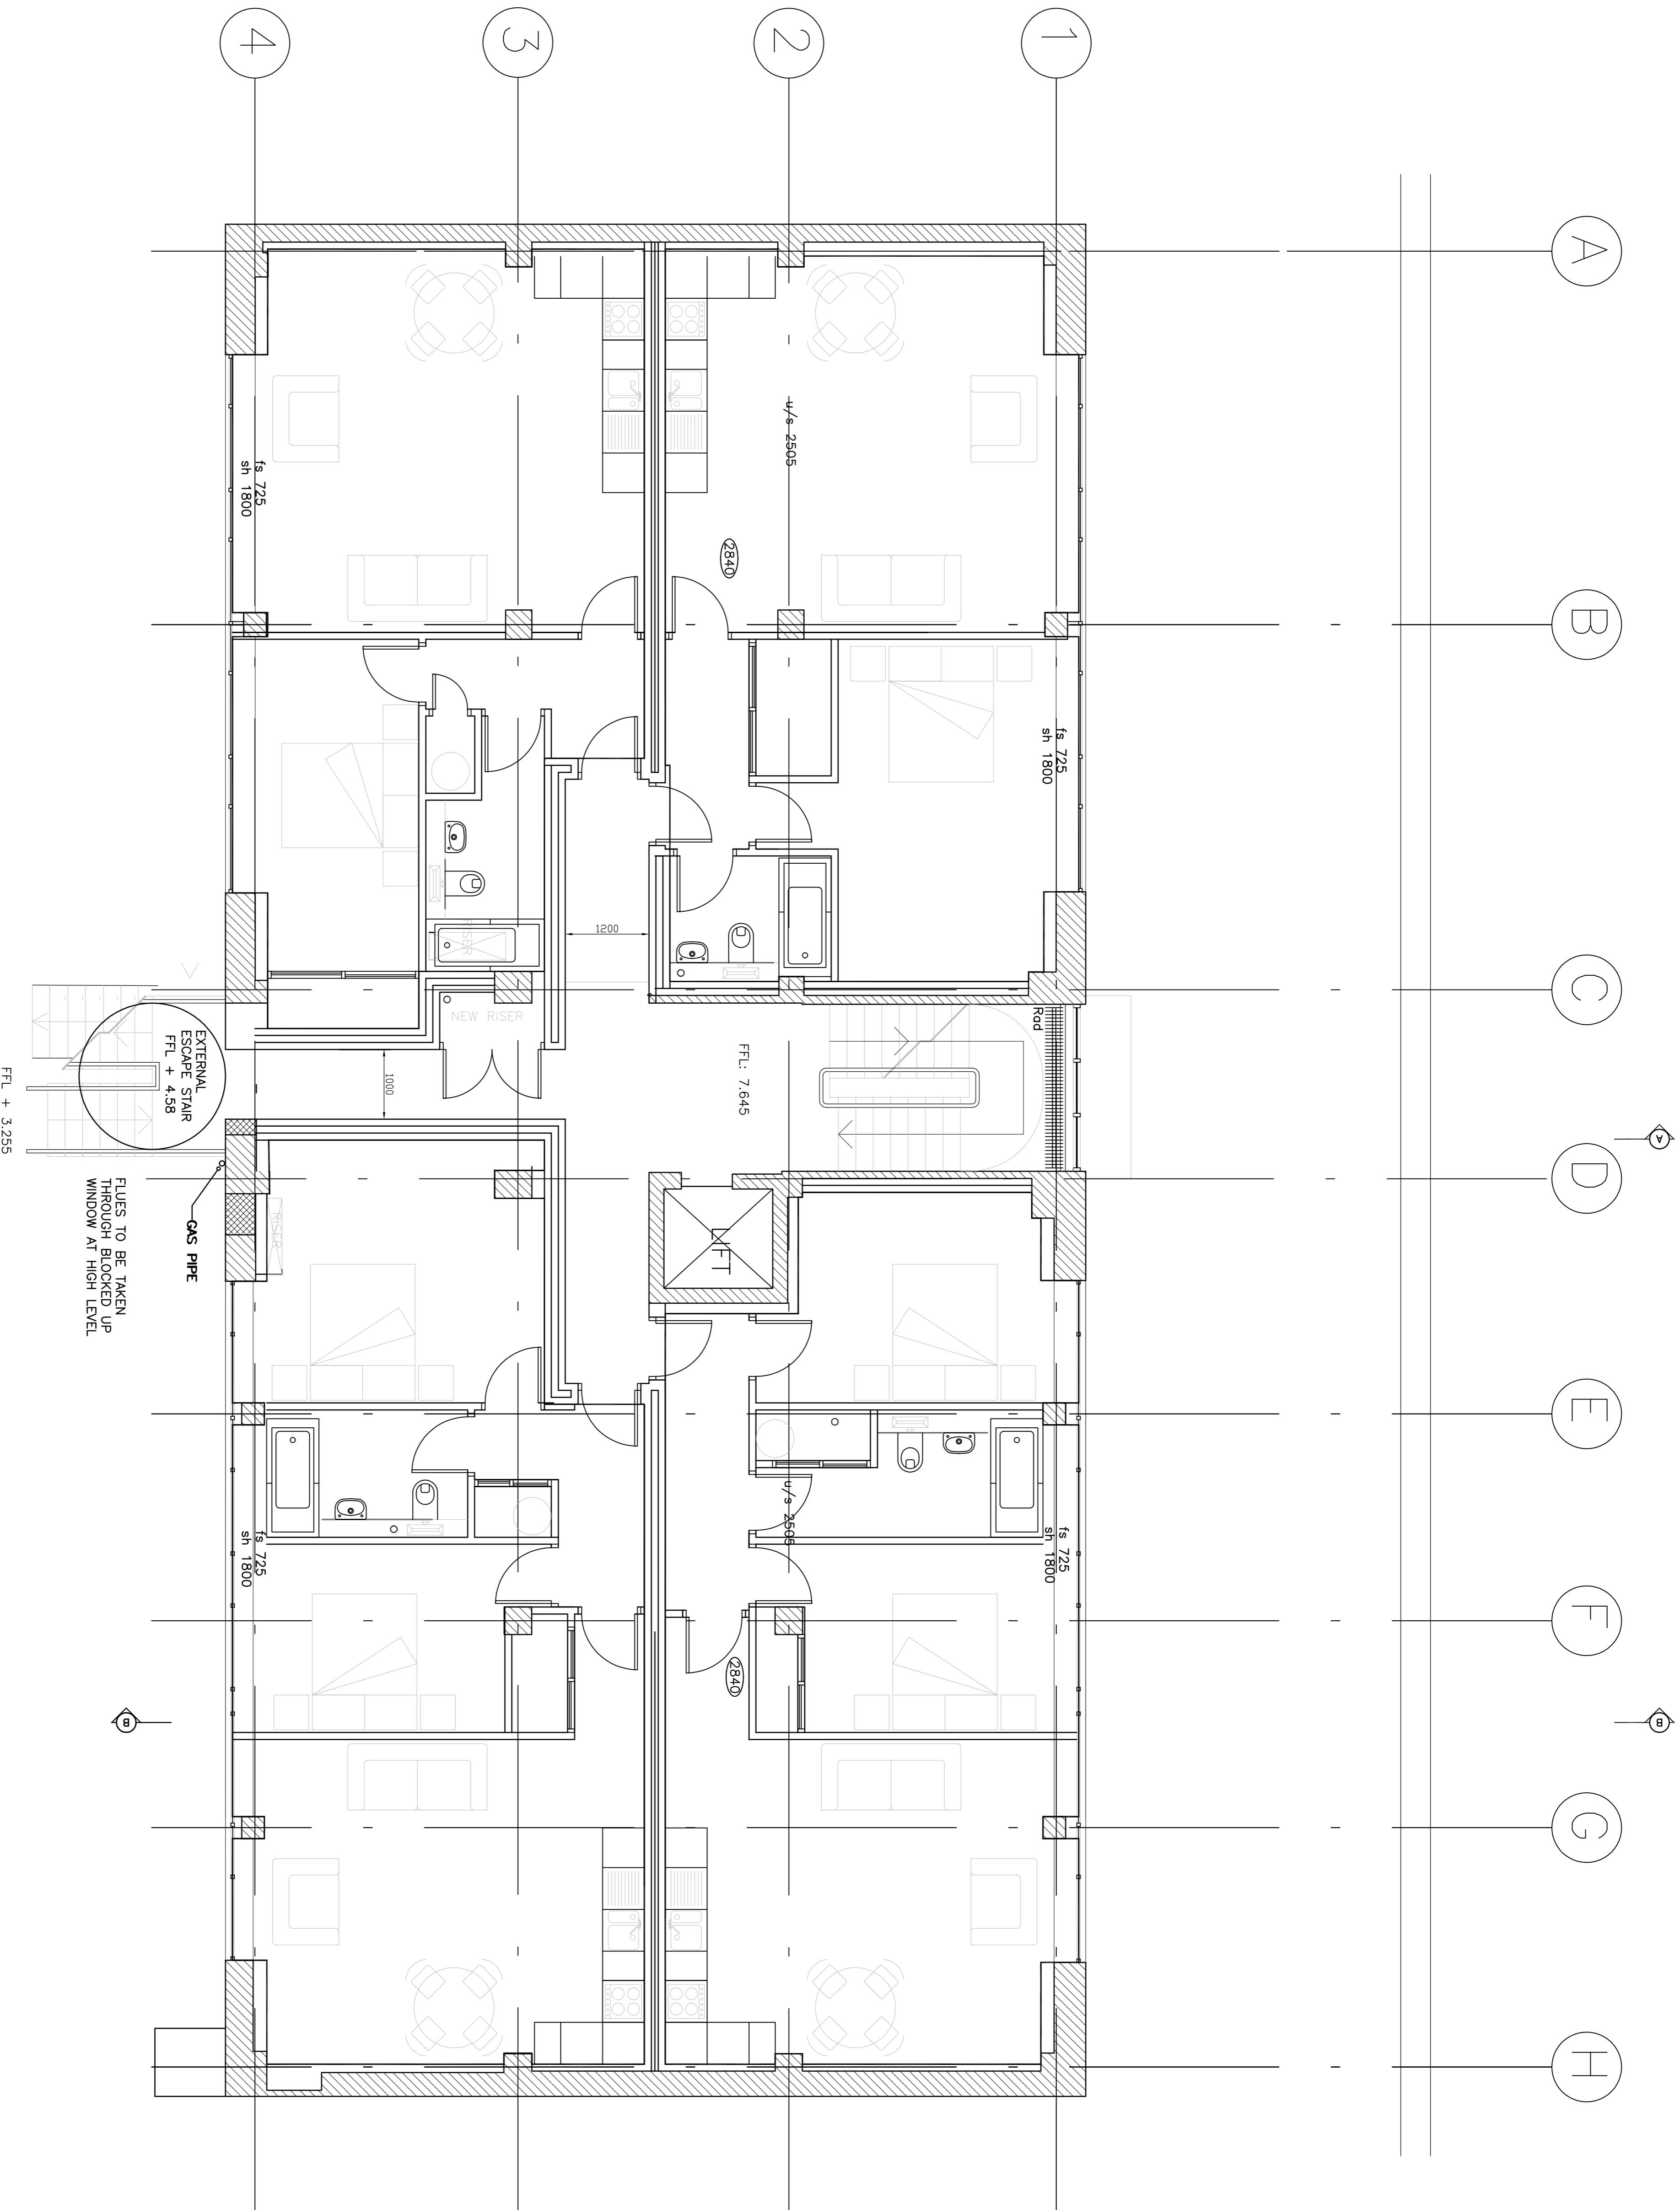 A
B
C
D
E
F
G
H
A
B
1
2
3
4
fs 725
sh 1800
Rad
fs 725
sh 1800
u/s 2505
u/s 2505
2840
2840
FFL: 7.645
LIFT
1200
NEW RISER
RISER
1000
RISER
fs 725
sh 1800
fs 725
sh 1800
EXTERNAL
ESCAPE STAIR
FFL + 4.58
GAS PIPE
FLUES TO BE TAKEN
THROUGH BLOCKED UP
WINDOW AT HIGH LEVEL
B
FFL + 3.255